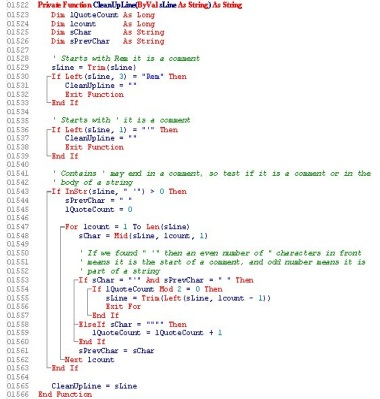 01522 Private Function CleanUpLine(ByVal sLine As String) As String
01523 Dim lQuoteCount As Long
01524 Dim lcount As Long
01525 Dim sChar As String
01526 Dim sPrevChar As String
01527
01528 ' Starts with Rem it is a comment
01529 sLine = Trim(sLine)
01530 If Left(sLine, 3) = "Rem" Then
01531 CleanUpLine = ""
01532 Exit Function
01533 End If
01534
01535 ' Starts with ' it is a comment
01536 If Left(sLine, 1) = "'" Then
01537 CleanUpLine = ""
01538 Exit Function
01539 End If
01540
01541 ' Contains ' may end in a comment, so test if it is a comment or in the
01542 ' body of a string
01543 If InStr(sLine, " '") > 0 Then
01544 sPrevChar = " "
01545 lQuoteCount = 0
01546
01547 For lcount = 1 To Len(sLine)
01548 sChar = Mid(sLine, lcount, 1)
01549
01550 ' If we found " '" then an even number of " characters in front
01551 ' means it is the start of a comment, and odd number means it is
01552 ' part of a string
01553 If sChar = "'" And sPrevChar = " " Then
01554 If lQuoteCount Mod 2 = 0 Then
01555 sLine = Trim(Left(sLine, lcount - 1))
01556 Exit For
01557 End If
01558 ElseIf sChar = """" Then
01559 lQuoteCount = lQuoteCount + 1
01560 End If
01561 sPrevChar = sChar
01562 Next lcount
01563 End If
01564
01565 CleanUpLine = sLine
01566 End Function